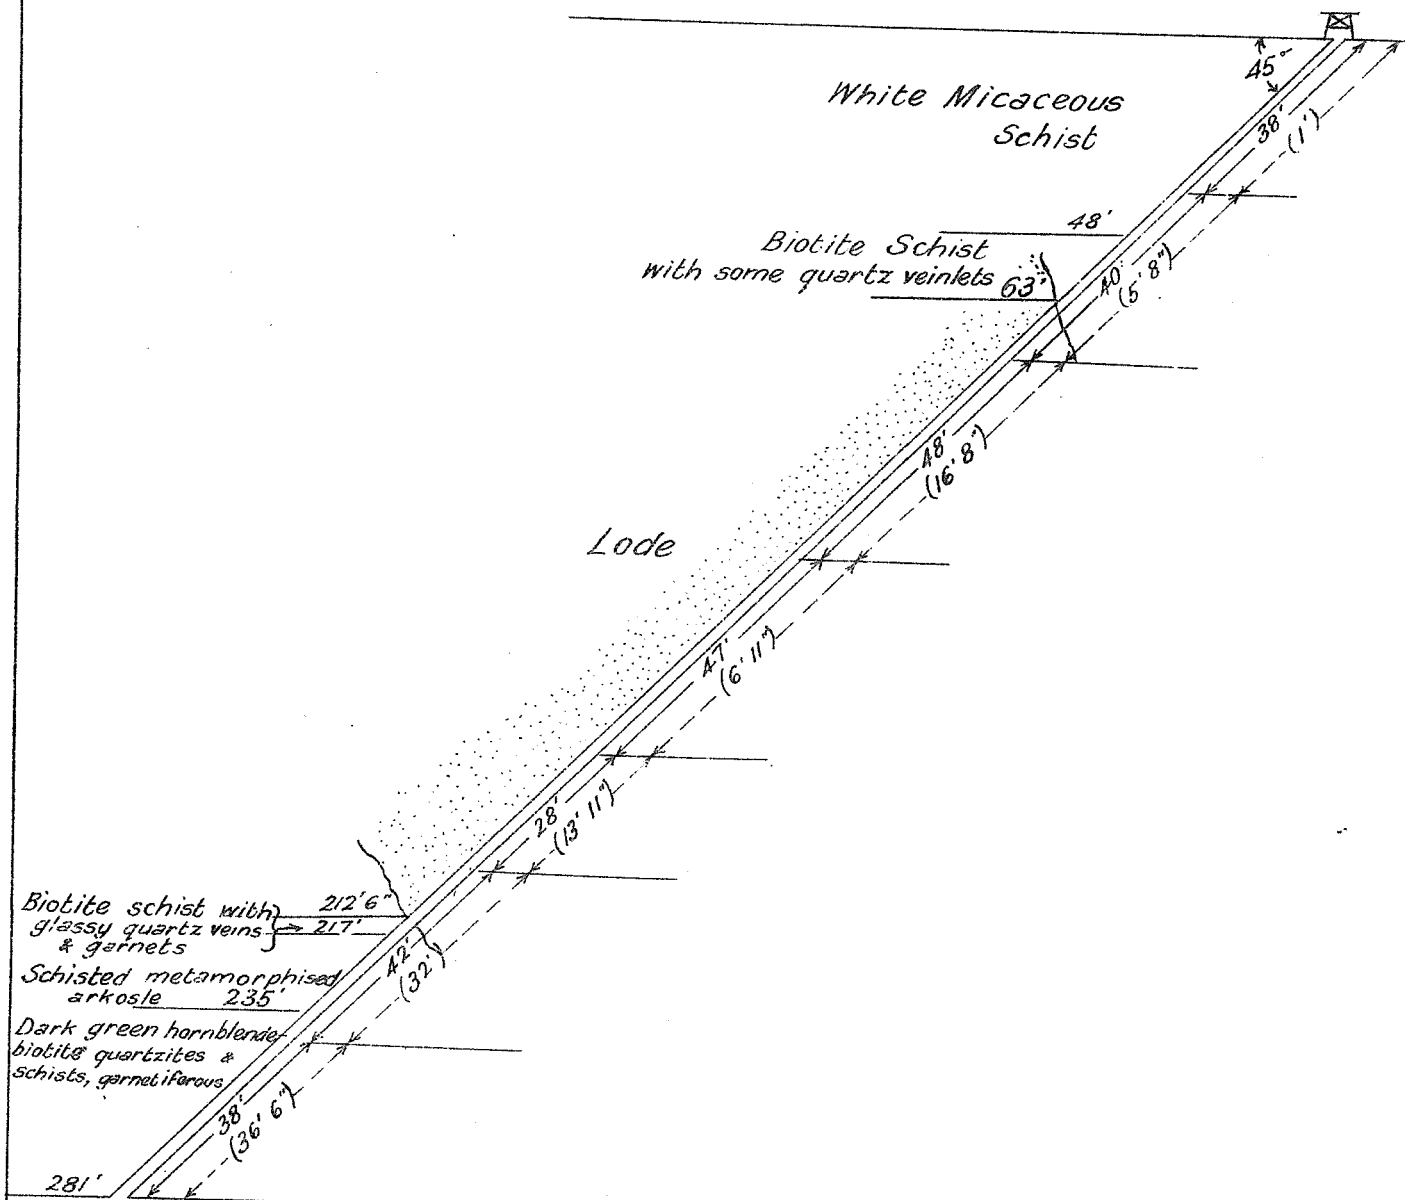 45°
White Micaceous
Schist
38'
(1')
48'
Biotite Schist
with some quartz veinlets
63'
40'
(5' 8")
48'
(16' 8")
Lode
47'
(6' 11")
28'
(13' 11")
Biotite schist with
glassy quartz veins
& garnets
212' 6"
217'
42'
(32')
Schisted metamorphised
arkosle 235'
Dark green hornblende-
biotite quartzites &
schists, garnetiferous
38'
(36' 6")
281'